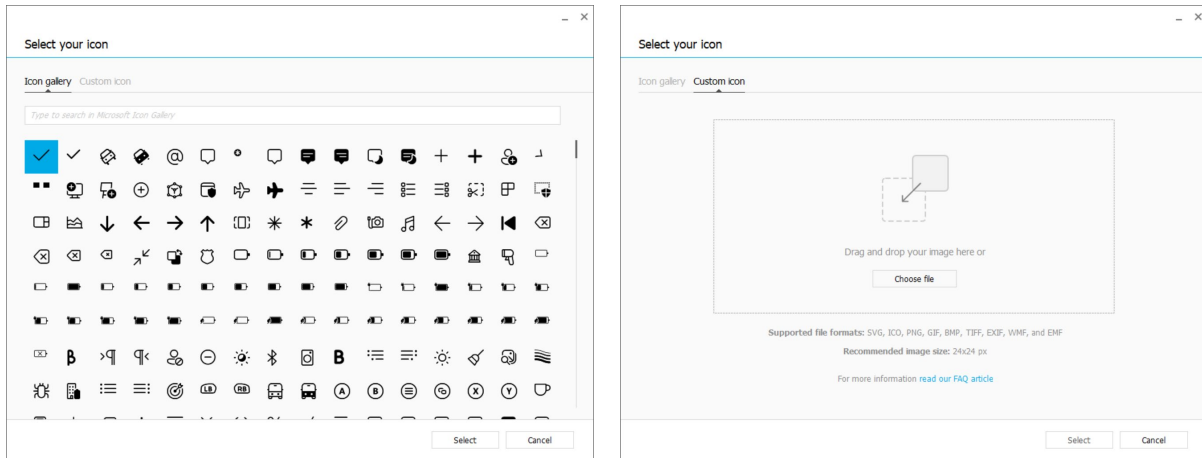 Select your icon
Icon gallery Custom icon
Type to search in Microsoft Icon Gallery
LB RB A B X Y
Select Cancel
Select your icon
Icon gallery Custom icon
Drag and drop your image here or
Choose file
Supported file formats: SVG, ICO, PNG, GIF, BMP, TIFF, EXIF, WMF, and EMF
Recommended image size: 24x24 px
For more information read our FAQ article
Select Cancel